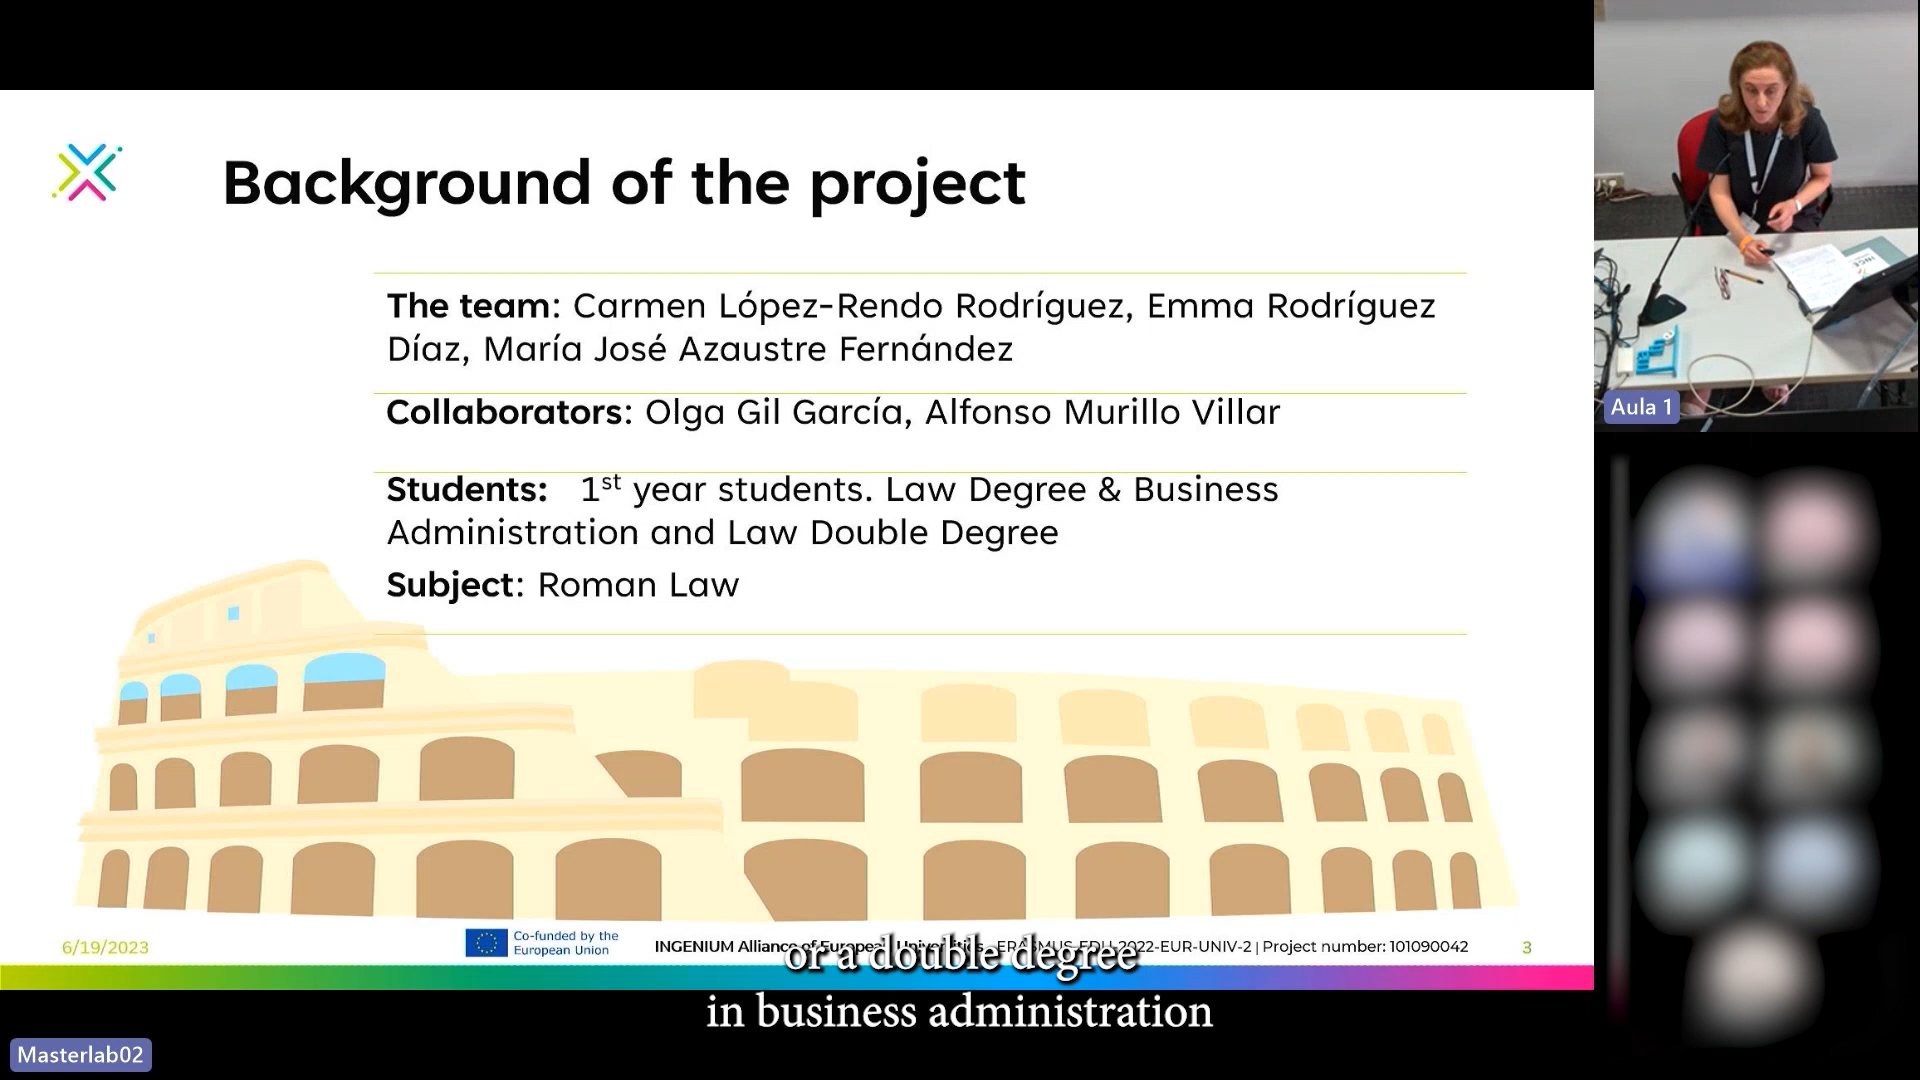 Background of the project
The team: Carmen López-Rendo Rodríguez, Emma Rodríguez
Díaz, María José Azaustre Fernández
Collaborators: Olga Gil García, Alfonso Murillo Villar
Students: 1st year students. Law Degree & Business
Administration and Law Double Degree
Subject: Roman Law
6/19/2023
Co-funded by the
European Union
INGENIUM Alliance of European Universities - ERASMUS-EDU-2022-EUR-UNIV-2 | Project number: 101090042
3
or a double degree
in business administration
Masterlab02
Aula 1
INGE